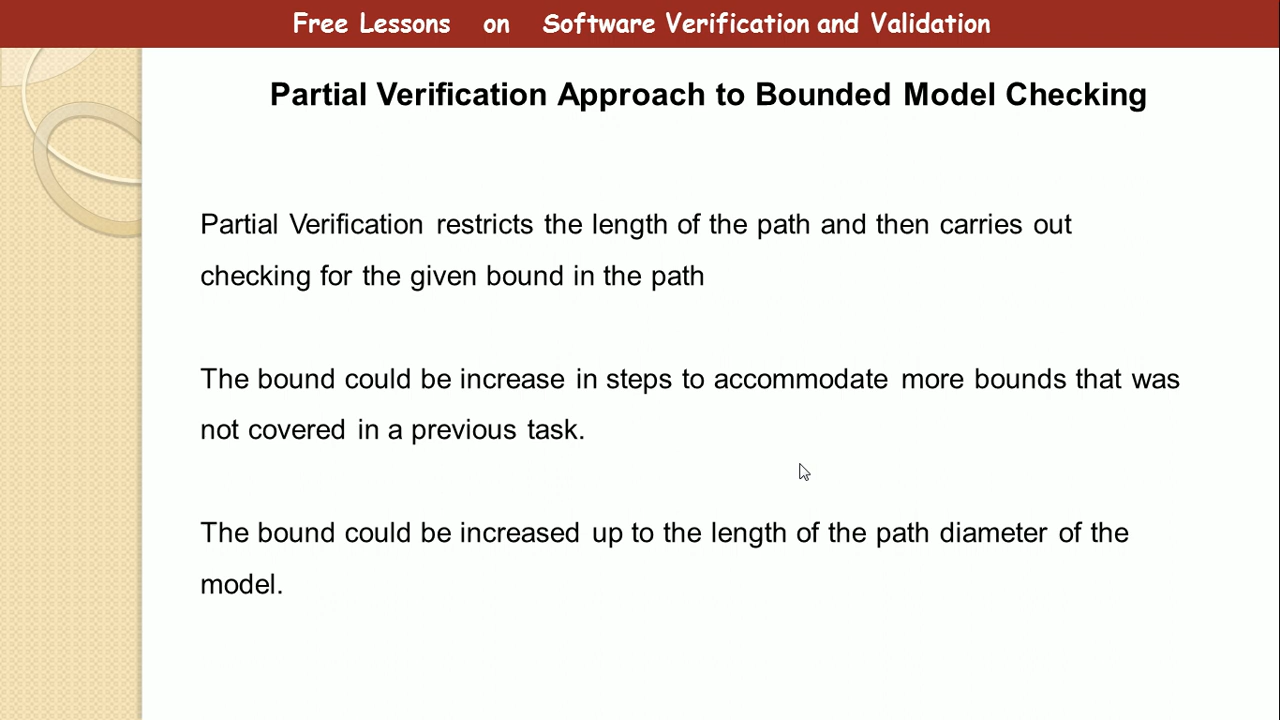 Free Lessons on Software Verification and Validation
Partial Verification Approach to Bounded Model Checking
Partial Verification restricts the length of the path and then carries out
checking for the given bound in the path
The bound could be increase in steps to accommodate more bounds that was
not covered in a previous task.
The bound could be increased up to the length of the path diameter of the
model.